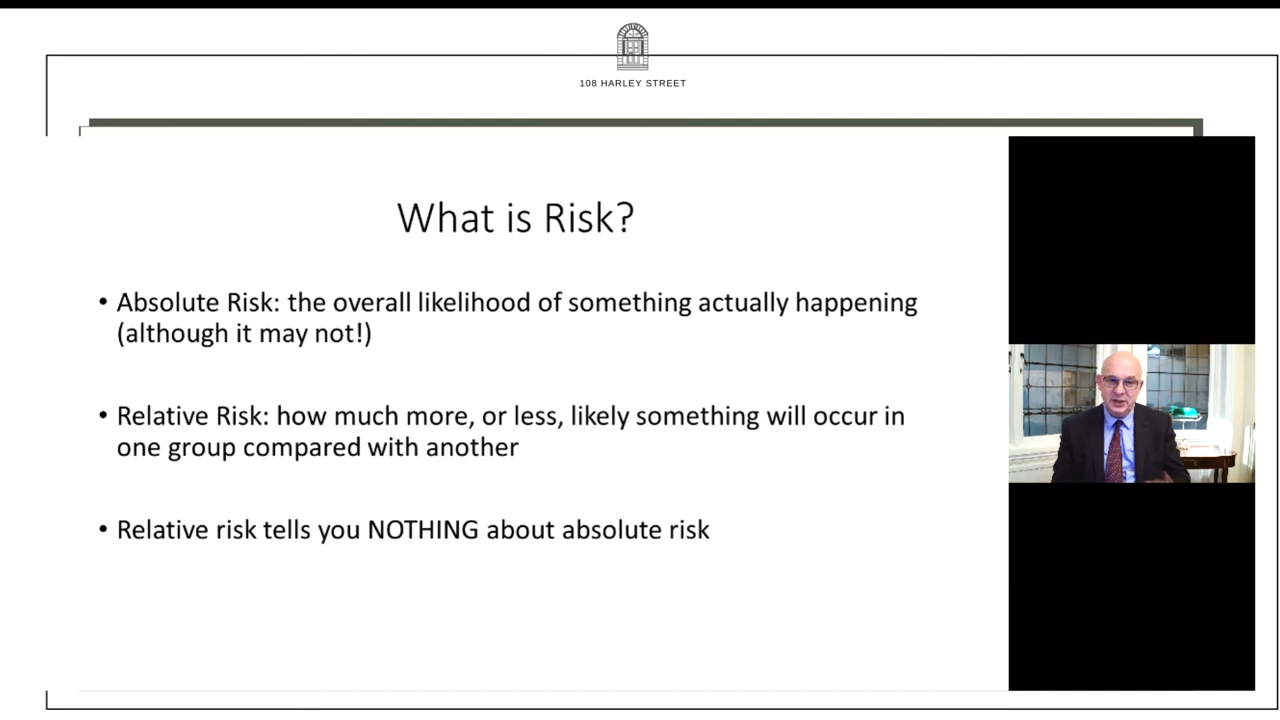 108 HARLEY STREET
What is Risk?
• Absolute Risk: the overall likelihood of something actually happening
(although it may not!)
• Relative Risk: how much more, or less, likely something will occur in
one group compared with another
• Relative risk tells you NOTHING about absolute risk